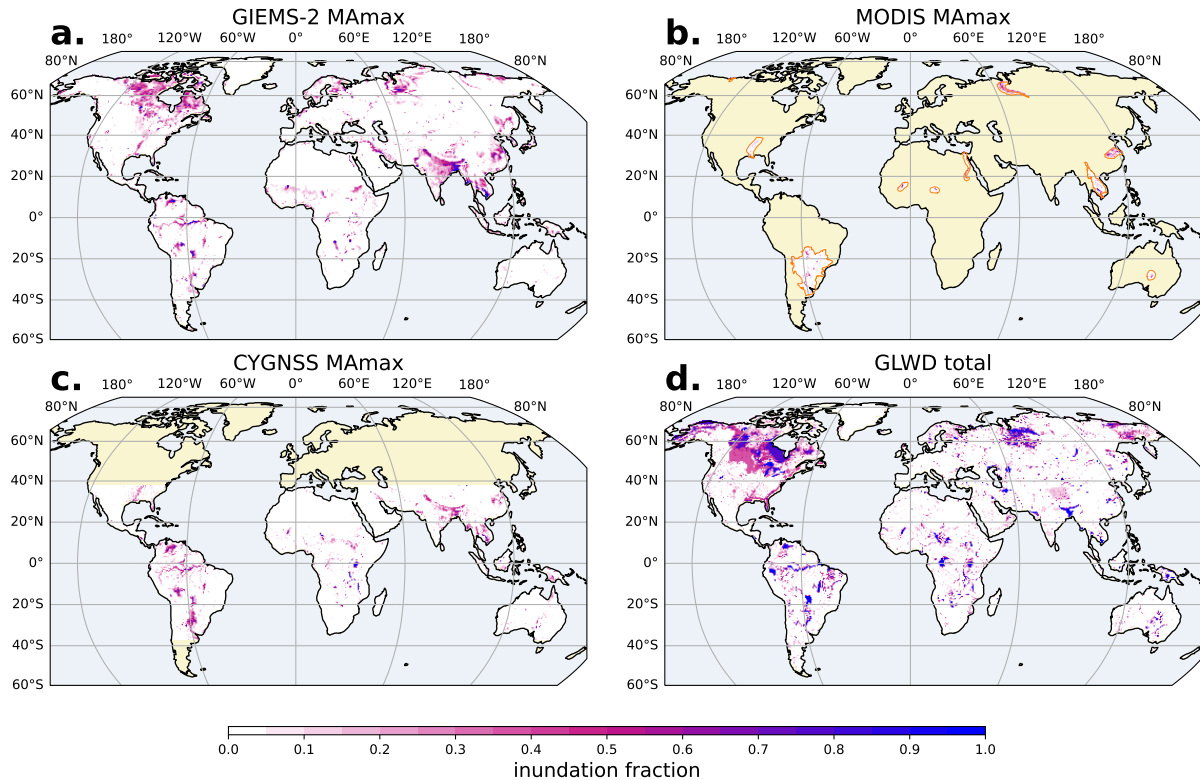 a.
GIEMS-2 MAmax
180° 120°W 60°W 0° 60°E 120°E 180°
80°N 80°N
60°N
40°N
20°N
0°
20°S
40°S
60°S
b.
MODIS MAmax
180° 120°W 60°W 0° 60°E 120°E 180°
80°N 80°N
60°N
40°N
20°N
0°
20°S
40°S
60°S
c.
CYGNSS MAmax
180° 120°W 60°W 0° 60°E 120°E 180°
80°N 80°N
60°N
40°N
20°N
0°
20°S
40°S
60°S
d.
GLWD total
180° 120°W 60°W 0° 60°E 120°E 180°
80°N 80°N
60°N
40°N
20°N
0°
20°S
40°S
60°S
0.0 0.1 0.2 0.3 0.4 0.5 0.6 0.7 0.8 0.9 1.0
inundation fraction